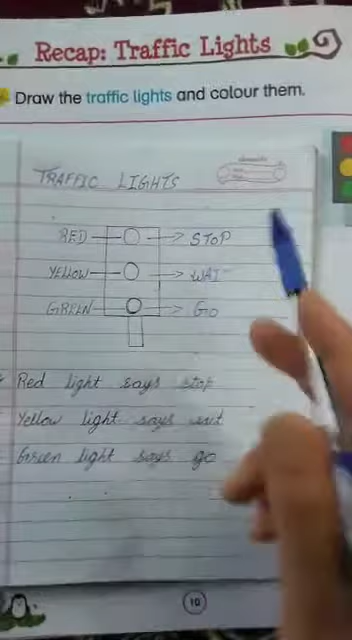 Recap: Traffic Lights
Draw the traffic lights and colour them.
TRAFFIC LIGHTS
RED STOP
YELLOW WAIT
GREEN GO
Red light says stop
Yellow light says wait
Green light says go
10